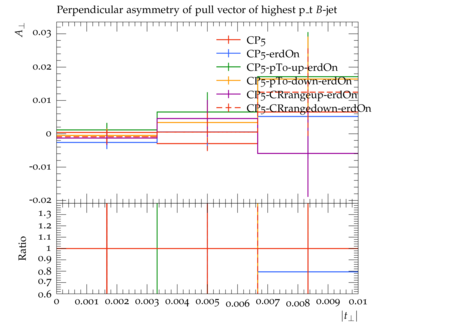 Perpendicular asymmetry of pull vector of highest p_t B-jet
A⊥
0.03
0.02
0.01
0
-0.01
-0.02
CP5
CP5-erdOn
CP5-pTo-up-erdOn
CP5-pTo-down-erdOn
CP5-CRrangeup-erdOn
CP5-CRrangedown-erdOn
Ratio
1.3
1.2
1.1
1
0.9
0.8
0.7
0.6
0 0.001 0.002 0.003 0.004 0.005 0.006 0.007 0.008 0.009 0.01
|t⊥|